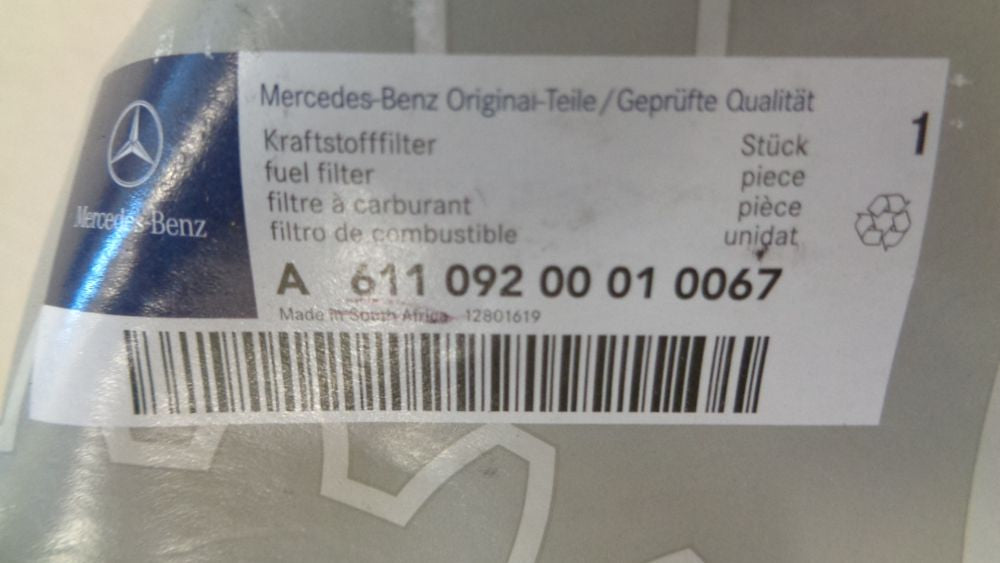 Mercedes-Benz
Mercedes-Benz Original-Teile/Geprüfte Qualität
Kraftstofffilter Stück 1
fuel filter piece
filtre à carburant pièce
filtro de combustible unidat
A 611 092 00 01 0067
Made in South Africa 12801619